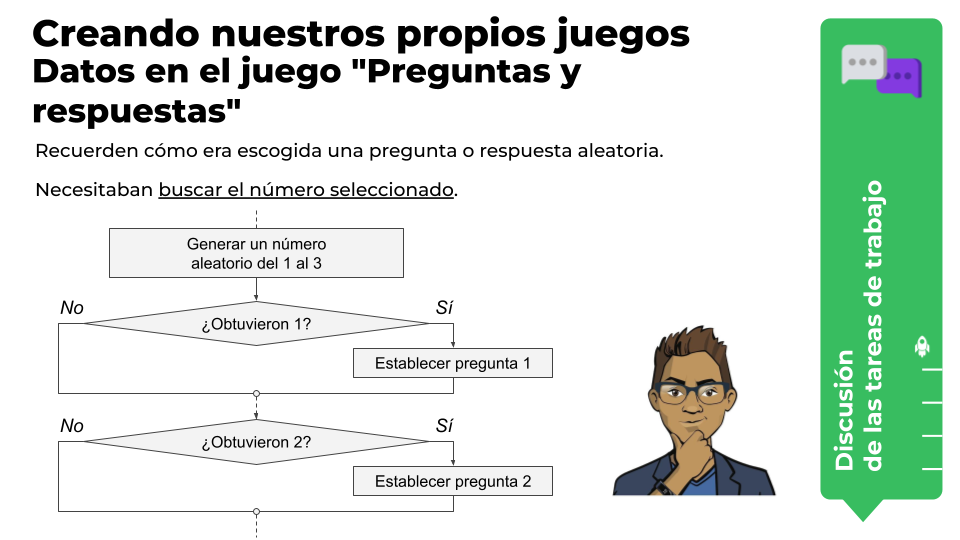 Creando nuestros propios juegos
Datos en el juego "Preguntas y
respuestas"
Recuerden cómo era escogida una pregunta o respuesta aleatoria.
Necesitaban buscar el número seleccionado.
Generar un número
aleatorio del 1 al 3
No
Sí
¿Obtuvieron 1?
Establecer pregunta 1
No
Sí
¿Obtuvieron 2?
Establecer pregunta 2
Discusión
de las tareas de trabajo